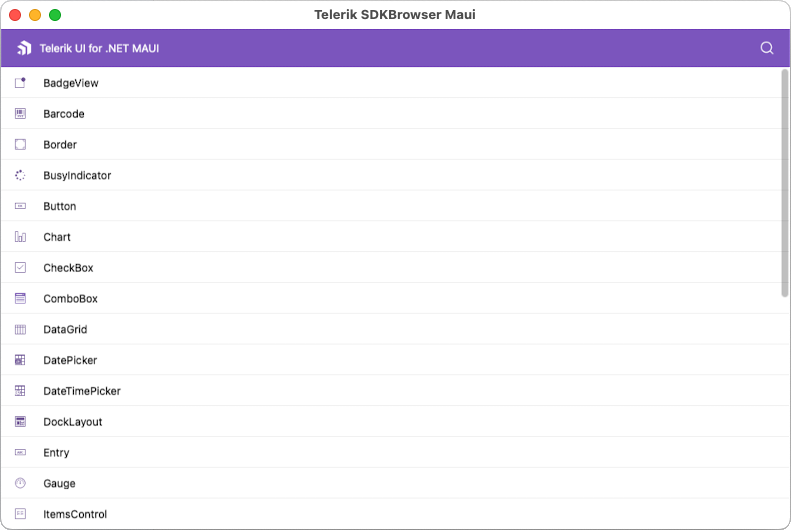 Telerik SDKBrowser Maui
Telerik UI for .NET MAUI
BadgeView
Barcode
Border
BusyIndicator
Button
Chart
CheckBox
ComboBox
DataGrid
DatePicker
DateTimePicker
DockLayout
Entry
Gauge
ItemsControl